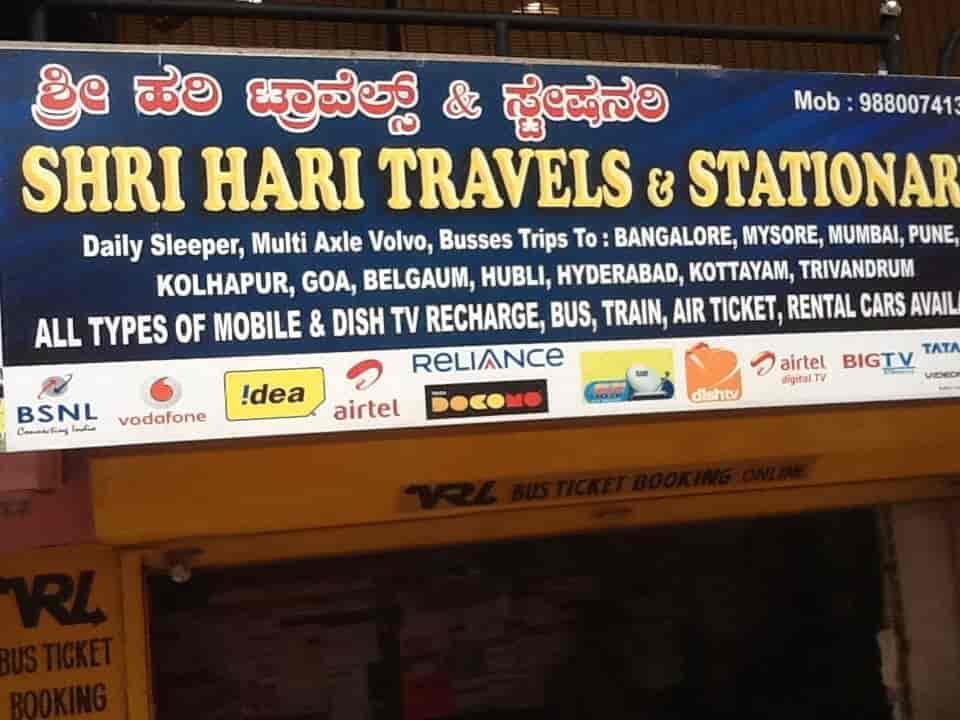 ಶ್ರೀ ಹರಿ ಟ್ರಾವೆಲ್ಸ್ & ಸ್ಟೇಷನರಿ
Mob : 98800741
SHRI HARI TRAVELS & STATIONAR
Daily Sleeper, Multi Axle Volvo, Busses Trips To : BANGALORE, MYSORE, MUMBAI, PUNE,
KOLHAPUR, GOA, BELGAUM, HUBLI, HYDERABAD, KOTTAYAM, TRIVANDRUM
ALL TYPES OF MOBILE & DISH TV RECHARGE, BUS, TRAIN, AIR TICKET, RENTAL CARS AVAILA
BSNL
Connecting India
vodafone
!dea
airtel
RELIANCE
DOCOMO
dishtv
airtel
digital TV
BIGTV
TATA
VIDEO
VRL BUS TICKET BOOKING ONLINE
VRL
BUS TICKET
BOOKING